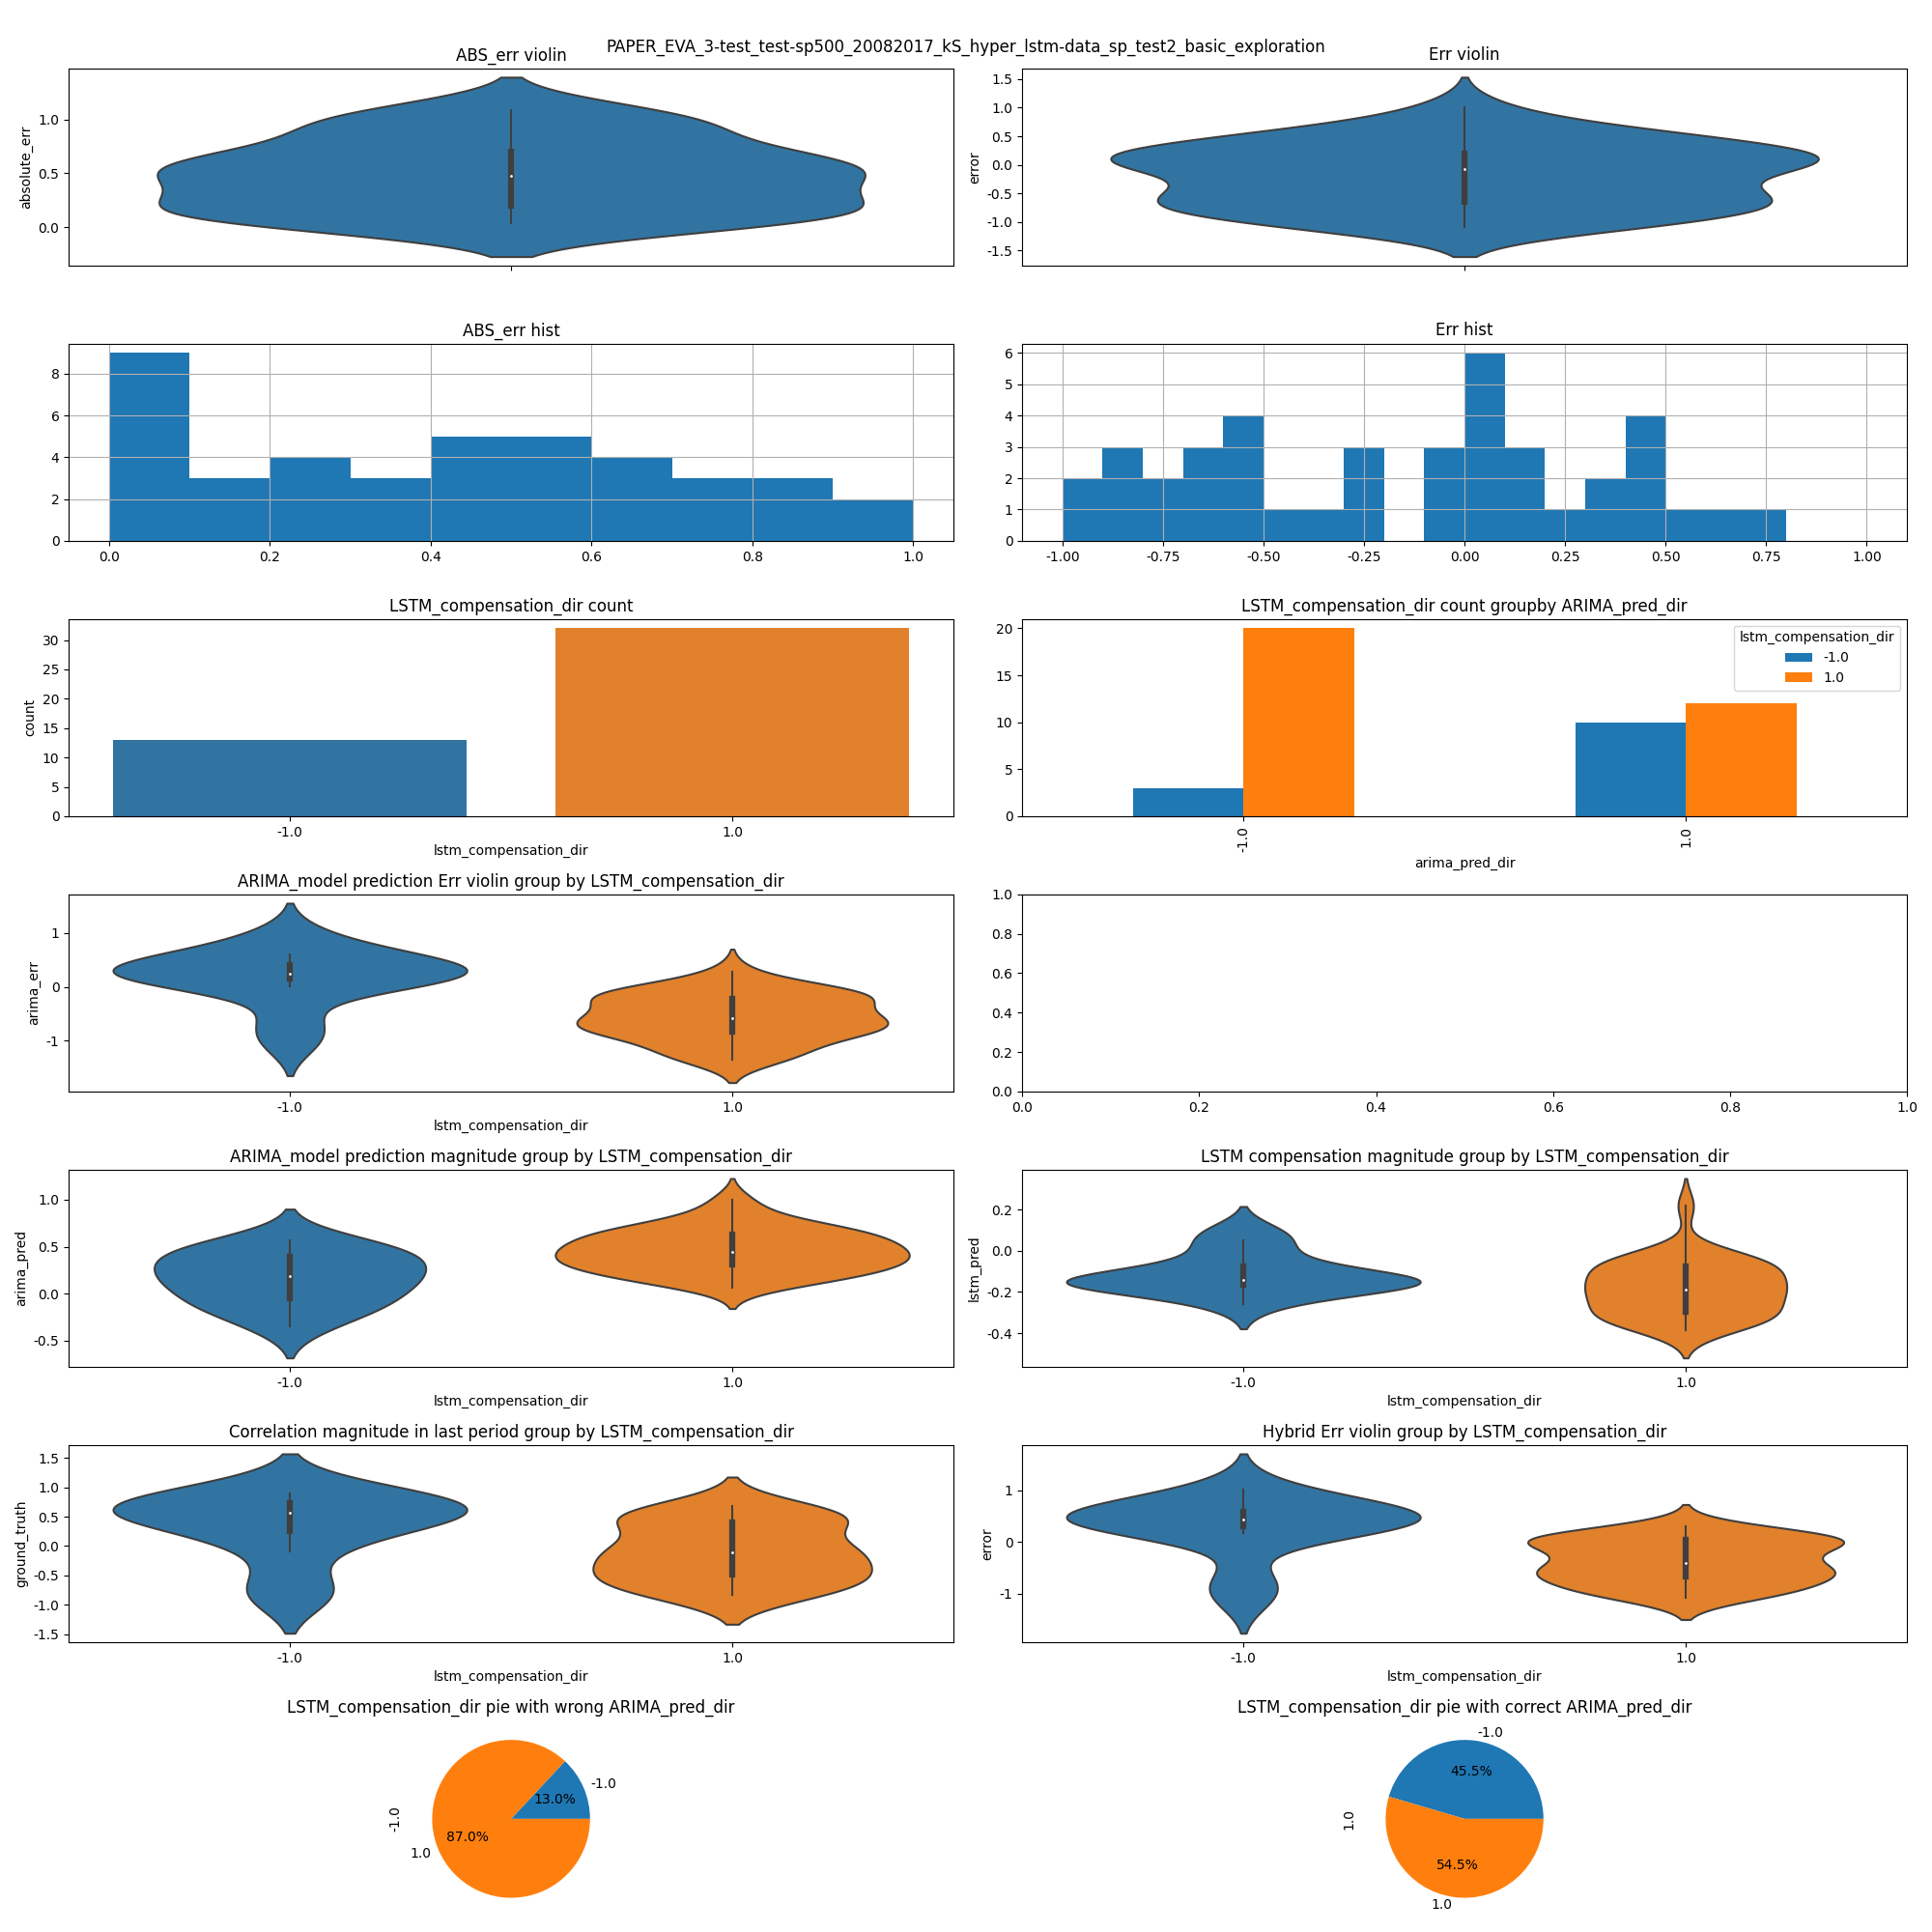 PAPER_EVA_3-test_test-sp500_20082017_kS_hyper_lstm-data_sp_test2_basic_exploration
ABS_err violin
absolute_err
1.0
0.5
0.0
Err violin
error
1.5
1.0
0.5
0.0
-0.5
-1.0
-1.5
ABS_err hist
8
6
4
2
0
0.0 0.2 0.4 0.6 0.8 1.0
Err hist
6
5
4
3
2
1
0
-1.00 -0.75 -0.50 -0.25 0.00 0.25 0.50 0.75 1.00
LSTM_compensation_dir count
count
30
25
20
15
10
5
0
-1.0 1.0
lstm_compensation_dir
LSTM_compensation_dir count groupby ARIMA_pred_dir
20
15
10
5
0
lstm_compensation_dir
-1.0
1.0
-1.0 1.0
arima_pred_dir
ARIMA_model prediction Err violin group by LSTM_compensation_dir
arima_err
1
0
-1
-1.0 1.0
lstm_compensation_dir
1.0
0.8
0.6
0.4
0.2
0.0
0.0 0.2 0.4 0.6 0.8 1.0
ARIMA_model prediction magnitude group by LSTM_compensation_dir
arima_pred
1.0
0.5
0.0
-0.5
-1.0 1.0
lstm_compensation_dir
LSTM compensation magnitude group by LSTM_compensation_dir
lstm_pred
0.2
0.0
-0.2
-0.4
-1.0 1.0
lstm_compensation_dir
Correlation magnitude in last period group by LSTM_compensation_dir
ground_truth
1.5
1.0
0.5
0.0
-0.5
-1.0
-1.5
-1.0 1.0
lstm_compensation_dir
Hybrid Err violin group by LSTM_compensation_dir
error
1
0
-1
-1.0 1.0
lstm_compensation_dir
LSTM_compensation_dir pie with wrong ARIMA_pred_dir
-1.0
-1.0
13.0%
87.0%
1.0
LSTM_compensation_dir pie with correct ARIMA_pred_dir
1.0
-1.0
45.5%
54.5%
1.0